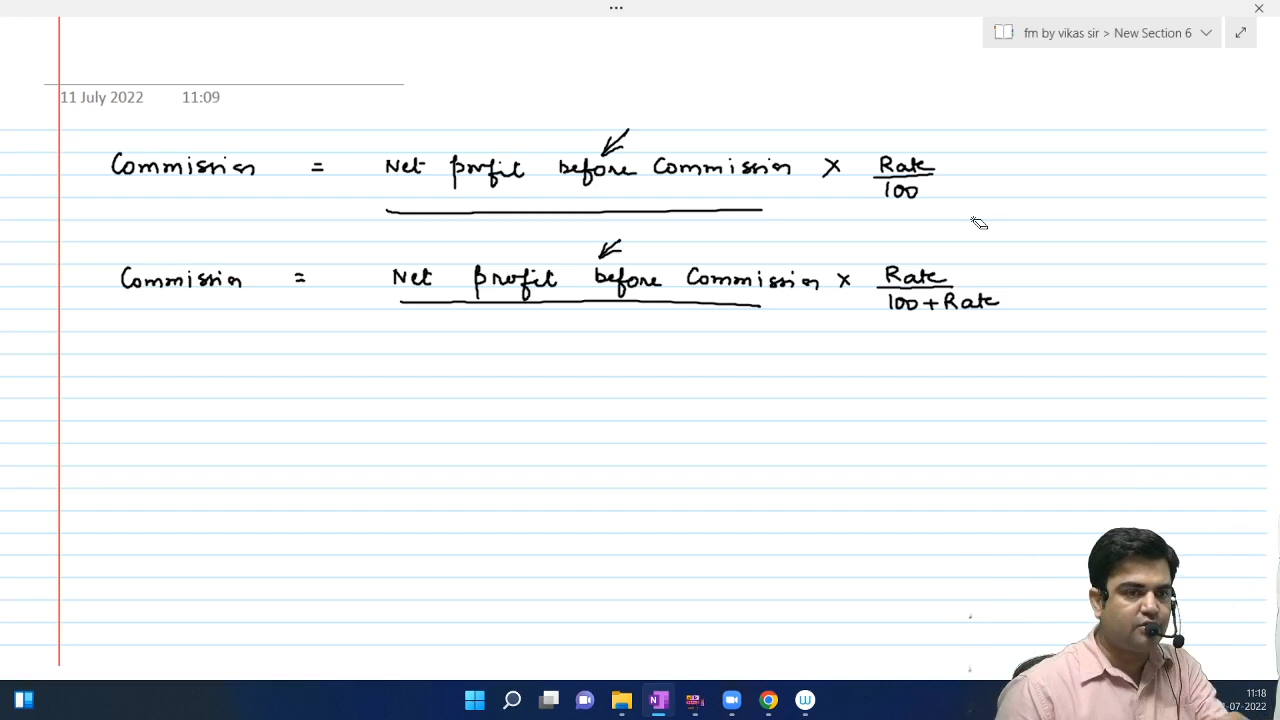 ...
fm by vikas sir > New Section 6
11 July 2022 11:09
Commission = Net profit before Commission × Rate/100
Commission = Net profit before Commission × Rate/100 + Rate
11:18
-07-2022